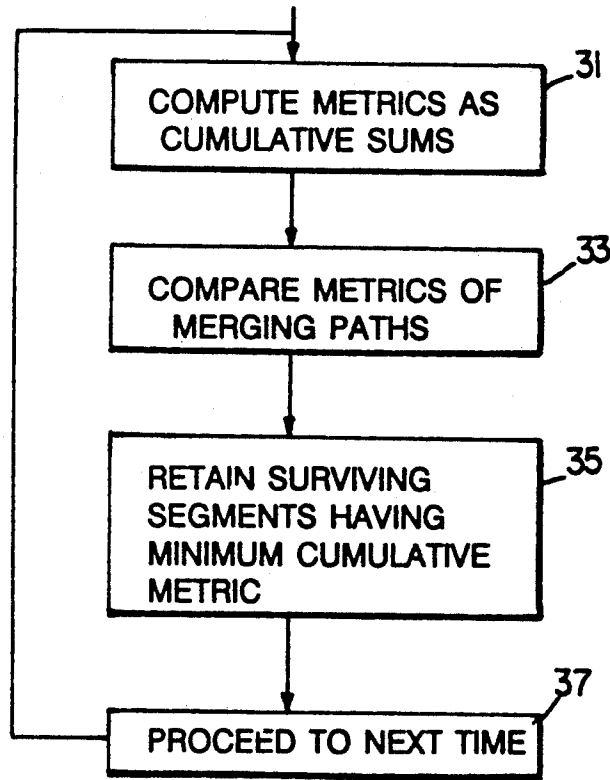 31
COMPUTE METRICS AS
CUMULATIVE SUMS
33
COMPARE METRICS OF
MERGING PATHS
35
RETAIN SURVIVING
SEGMENTS HAVING
MINIMUM CUMULATIVE
METRIC
37
PROCEED TO NEXT TIME